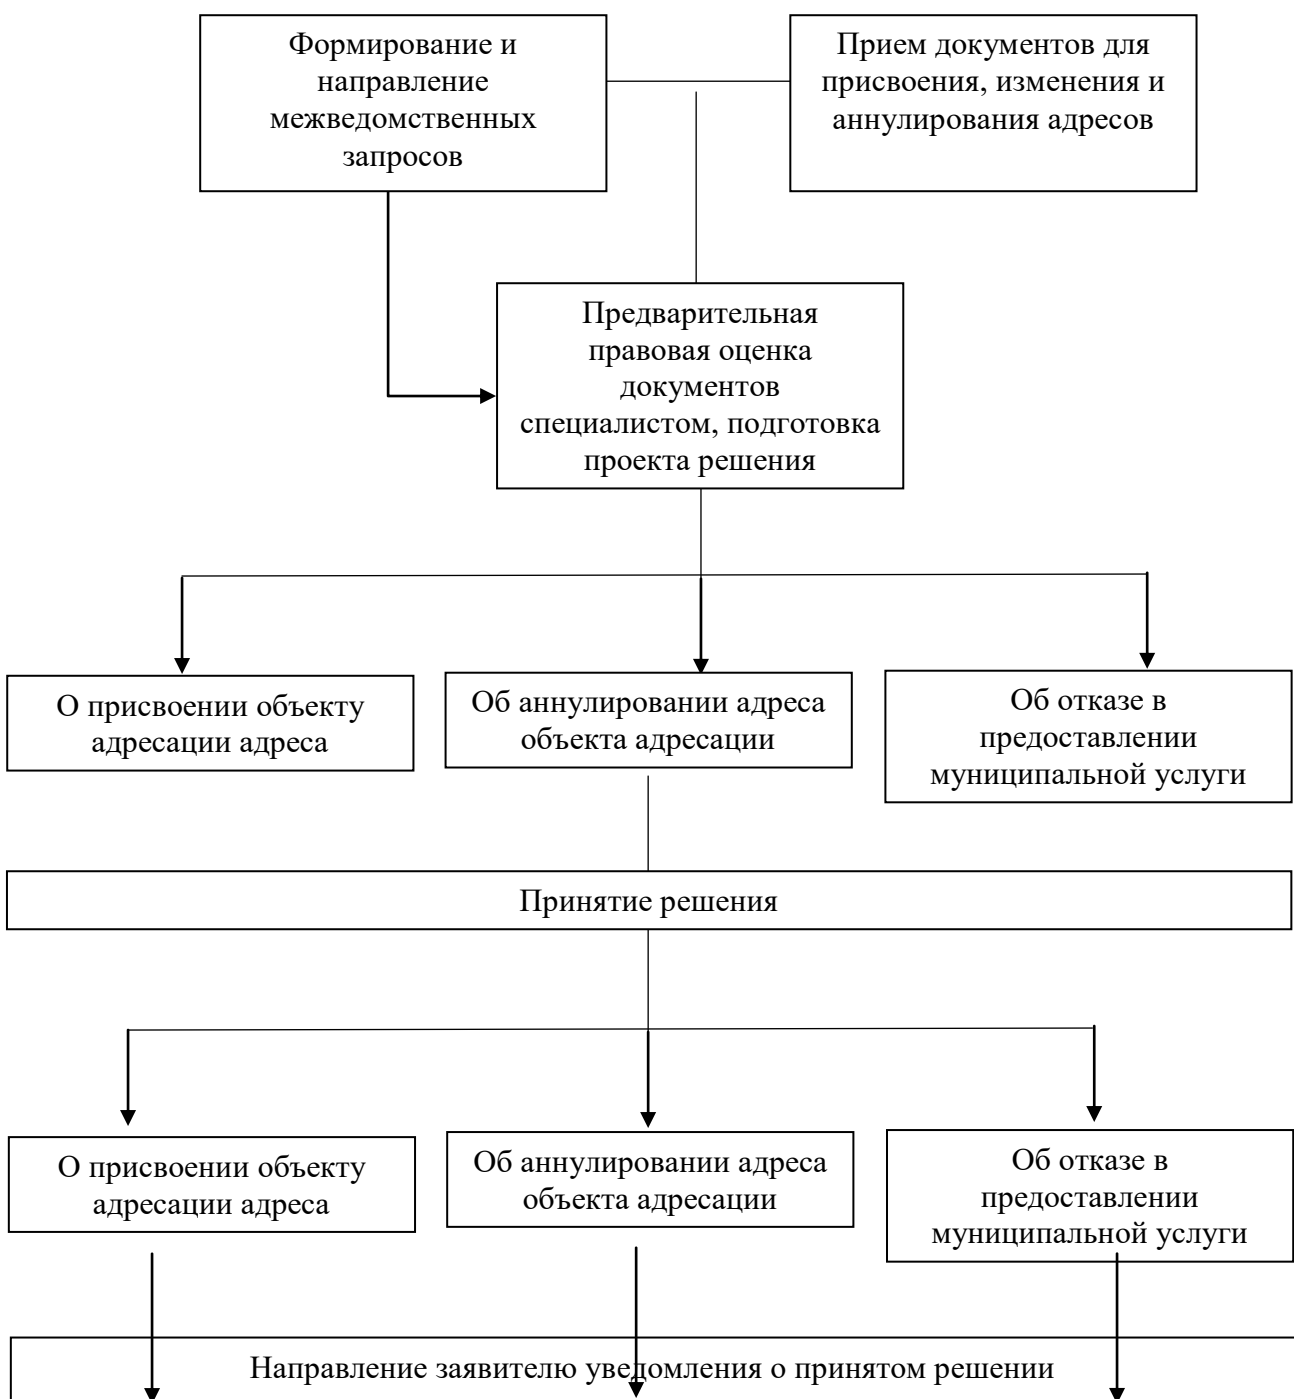 Формирование и
направление
межведомственных
запросов
Прием документов для
присвоения, изменения и
аннулирования адресов
Предварительная
правовая оценка
документов
специалистом, подготовка
проекта решения
О присвоении объекту
адресации адреса
Об аннулировании адреса
объекта адресации
Об отказе в
предоставлении
муниципальной услуги
Принятие решения
О присвоении объекту
адресации адреса
Об аннулировании адреса
объекта адресации
Об отказе в
предоставлении
муниципальной услуги
Направление заявителю уведомления о принятом решении